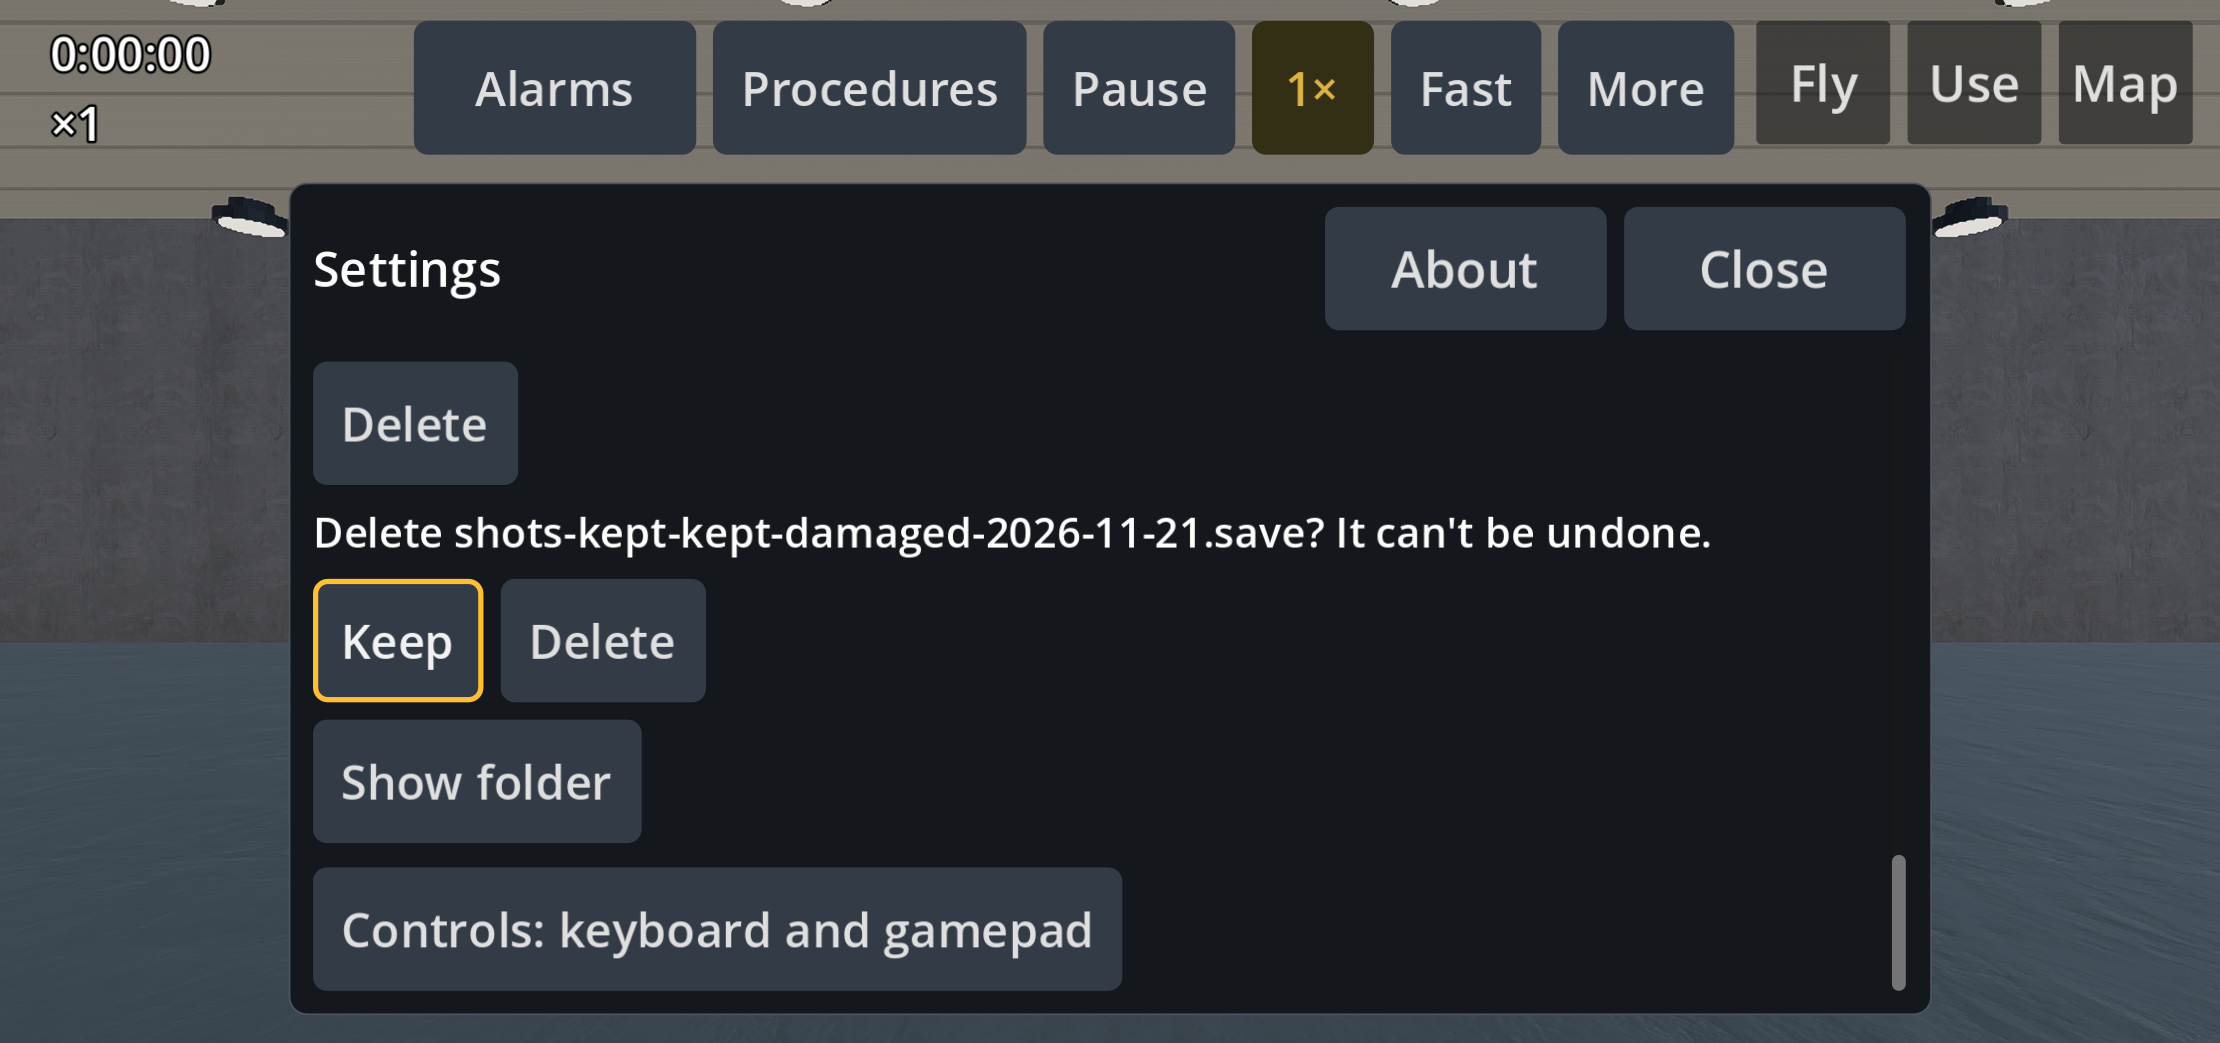 0:00:00
×1
Alarms
Procedures
Pause
1×
Fast
More
Fly
Use
Map
Settings
About
Close
Delete
Delete shots-kept-kept-damaged-2026-11-21.save? It can't be undone.
Keep
Delete
Show folder
Controls: keyboard and gamepad